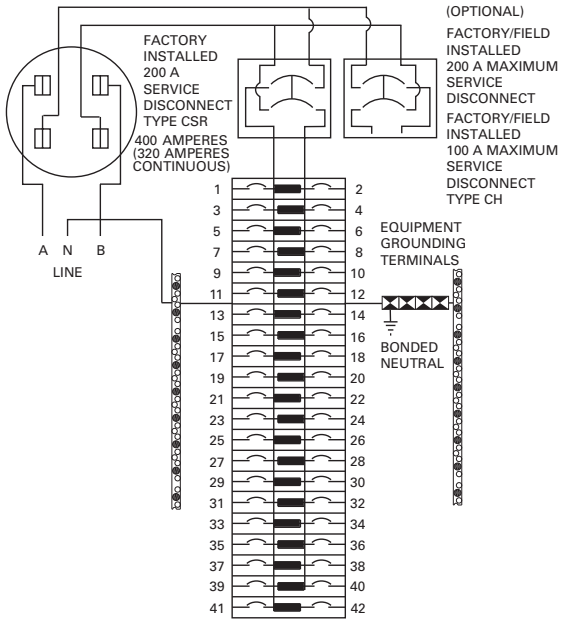 FACTORY
INSTALLED
200 A
SERVICE
DISCONNECT
TYPE CSR
400 AMPERES
(320 AMPERES
CONTINUOUS)
(OPTIONAL)
FACTORY/FIELD
INSTALLED
200 A MAXIMUM
SERVICE
DISCONNECT
FACTORY/FIELD
INSTALLED
100 A MAXIMUM
SERVICE
DISCONNECT
TYPE CH
A N B
LINE
EQUIPMENT
GROUNDING
TERMINALS
BONDED
NEUTRAL
1 2
3 4
5 6
7 8
9 10
11 12
13 14
15 16
17 18
19 20
21 22
23 24
25 26
27 28
29 30
31 32
33 34
35 36
37 38
39 40
41 42